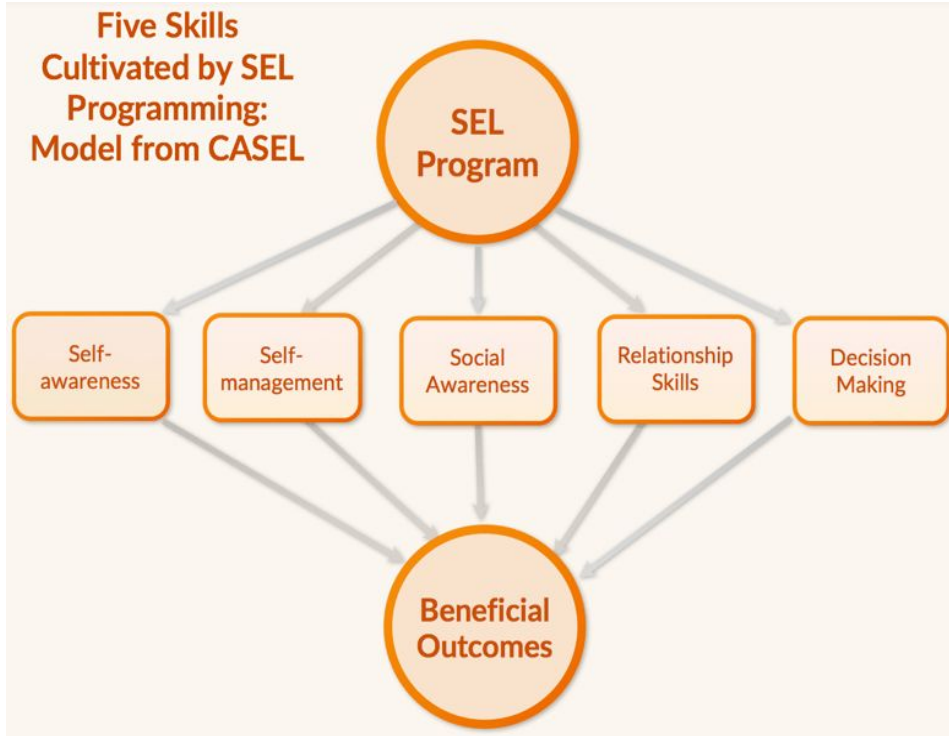 Five Skills
Cultivated by SEL
Programming:
Model from CASEL
SEL
Program
Self-
awareness
Self-
management
Social
Awareness
Relationship
Skills
Decision
Making
Beneficial
Outcomes